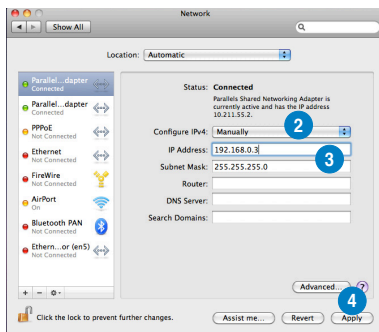 Network
Show All
Location: Automatic
Parallel...dapter
Connected
Parallel...dapter
Connected
PPPoE
Not Connected
Ethernet
Not Connected
FireWire
Not Connected
AirPort
On
Bluetooth PAN
Not Connected
Ethern...or (en5)
Not Connected
Status: Connected
Parallels Shared Networking Adapter is
currently active and has the IP address
10.211.55.2.
2
Configure IPv4: Manually
IP Address: 192.168.0.3
3
Subnet Mask: 255.255.255.0
Router:
DNS Server:
Search Domains:
Advanced... ?
4
Click the lock to prevent further changes.
Assist me... Revert Apply